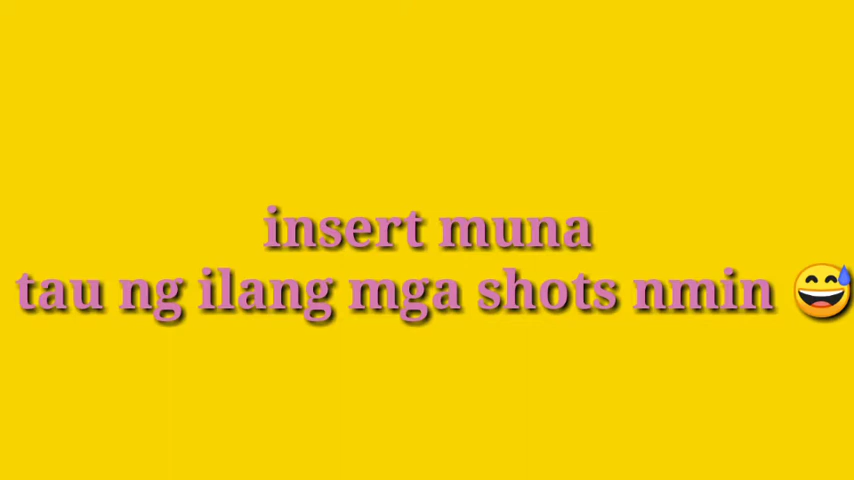 insert muna
tau ng ilang mga shots nmin 😅